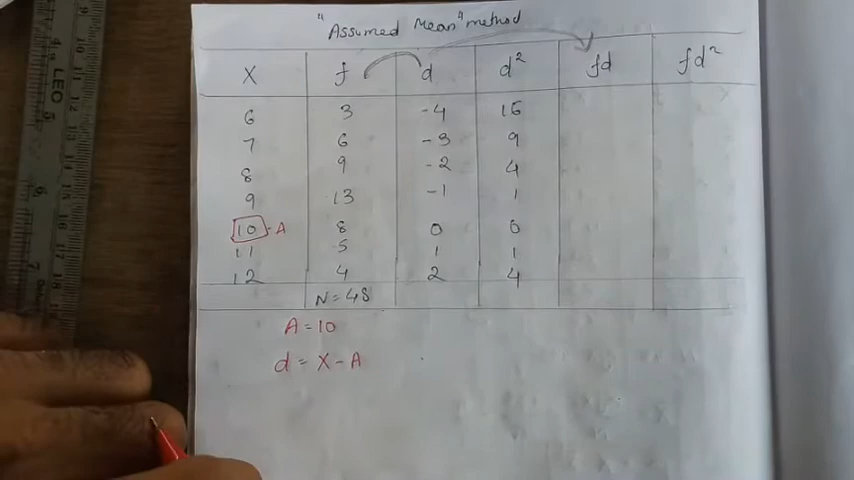 "Assumed Mean" method
X f d d² fd fd²
6 3 -4 16
7 6 -3 9
8 9 -2 4
9 13 -1 1
10 - A 8 0 0
11 5 1 1
12 4 2 4
N = 48
A = 10
d = X - A
LEO